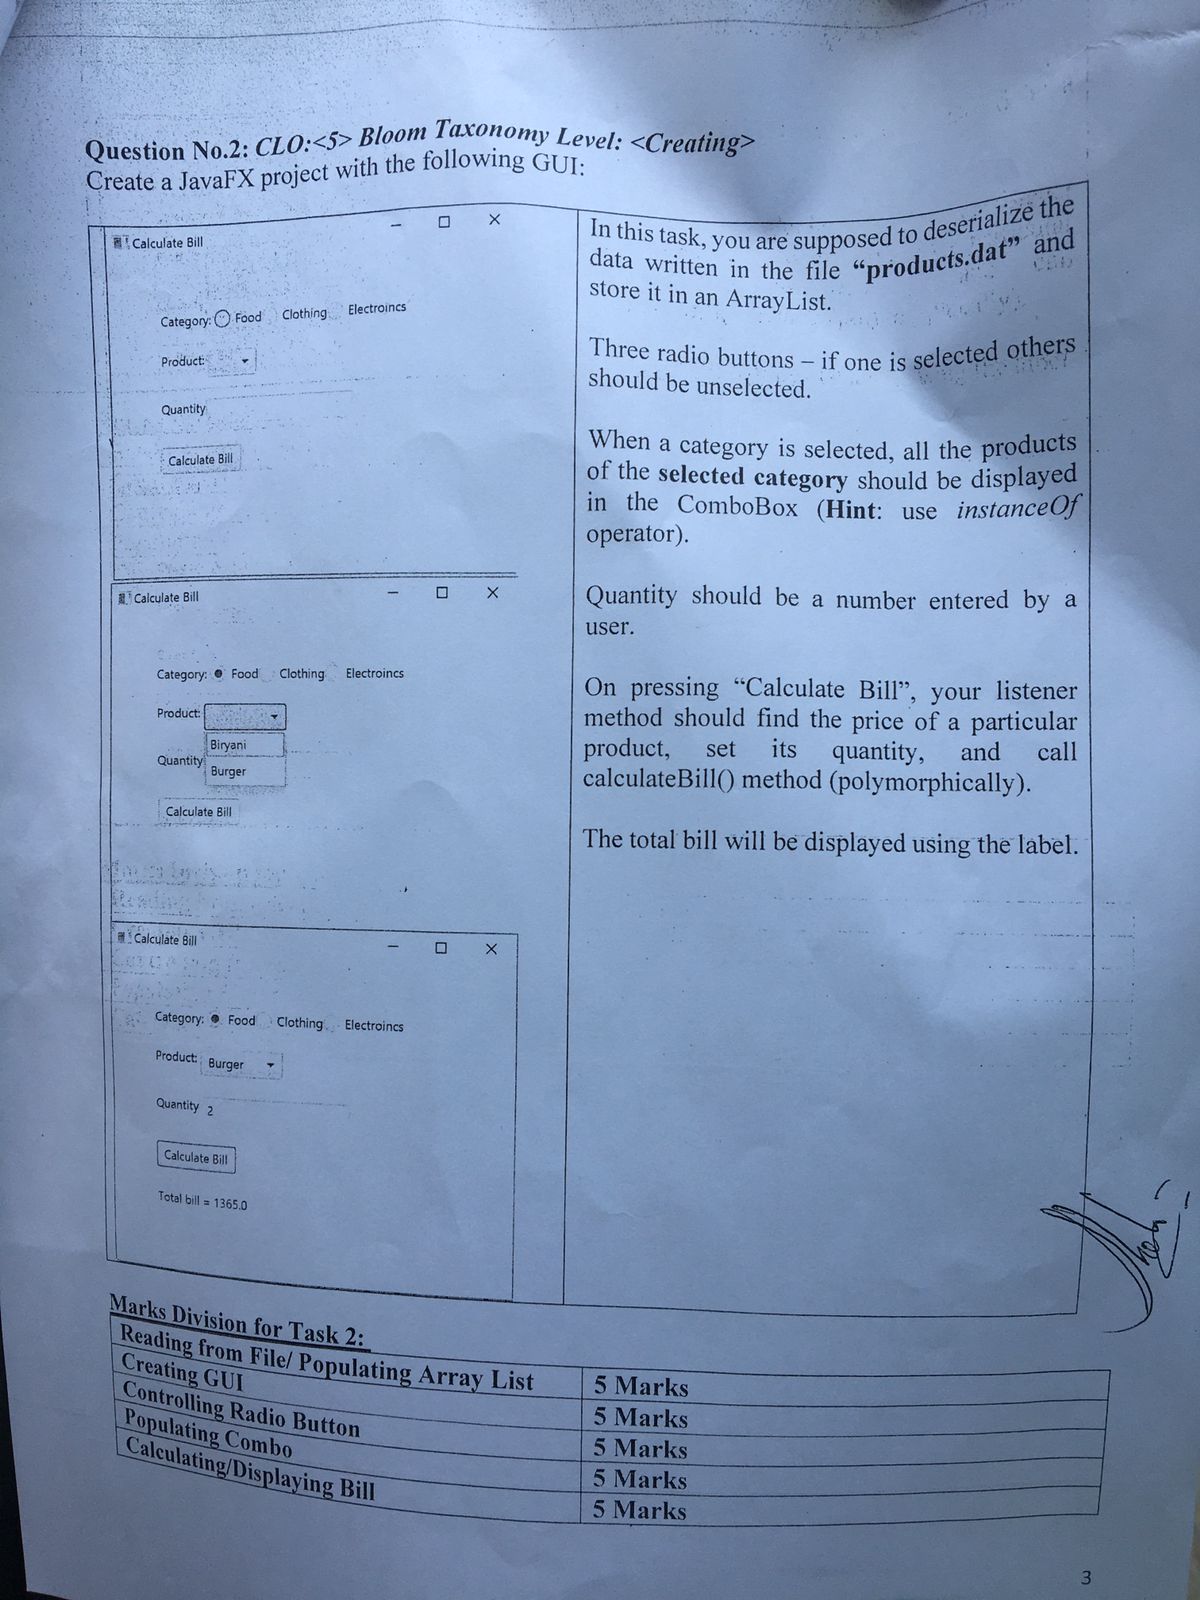 Question No.2: CLO:<5> Bloom Taxonomy Level: <Creating>
Create a JavaFX project with the following GUI:
Calculate Bill
Category: Food Clothing Electroincs
Product:
Quantity
Calculate Bill
Calculate Bill
Category: Food Clothing Electroincs
Product:
Biryani
Quantity
Burger
Calculate Bill
Calculate Bill
Category: Food Clothing Electroincs
Product: Burger
Quantity 2
Calculate Bill
Total bill = 1365.0
In this task, you are supposed to deserialize the
data written in the file “products.dat” and
store it in an ArrayList.
Three radio buttons – if one is selected others
should be unselected.
When a category is selected, all the products
of the selected category should be displayed
in the ComboBox (Hint: use instanceOf
operator).
Quantity should be a number entered by a
user.
On pressing “Calculate Bill”, your listener
method should find the price of a particular
product, set its quantity, and call
calculateBill() method (polymorphically).
The total bill will be displayed using the label.
Marks Division for Task 2:
Reading from File/ Populating Array List 5 Marks
Creating GUI 5 Marks
Controlling Radio Button 5 Marks
Populating Combo 5 Marks
Calculating/Displaying Bill 5 Marks
3